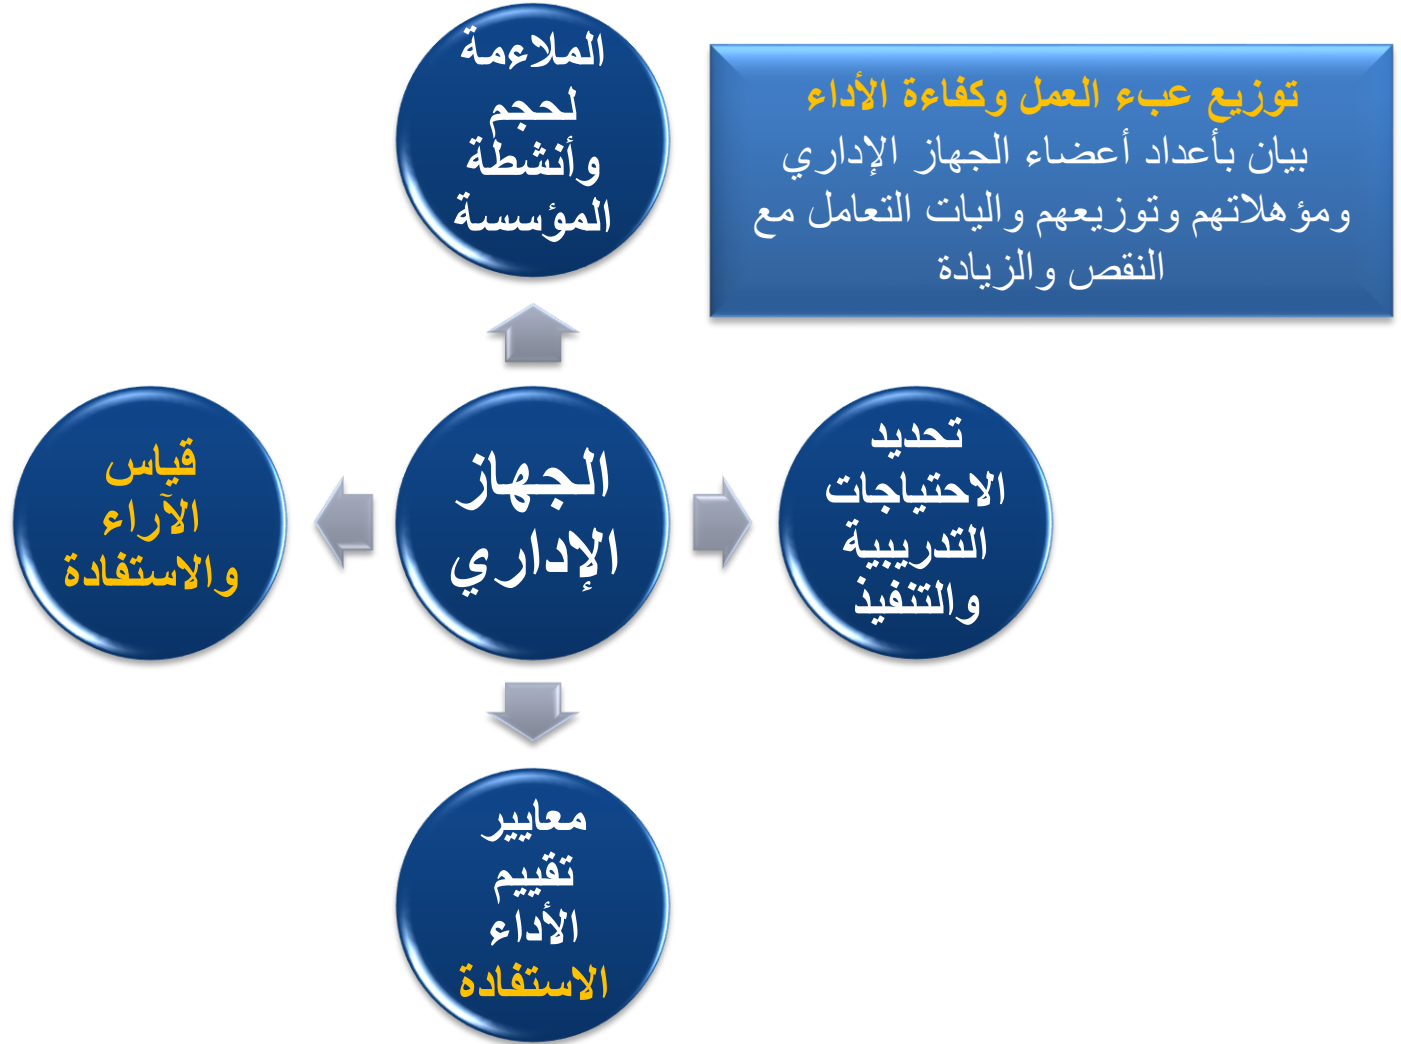 الملاءمة
لحجم
وأنشطة
المؤسسة
توزيع عبء العمل وكفاءة الأداء
بيان بأعداد أعضاء الجهاز الإداري
ومؤهلاتهم وتوزيعهم واليات التعامل مع
النقص والزيادة
تحديد
الاحتياجات
التدريبية
والتنفيذ
الجهاز
الإداري
قياس
الآراء
والاستفادة
معايير
تقييم
الأداء
الاستفادة